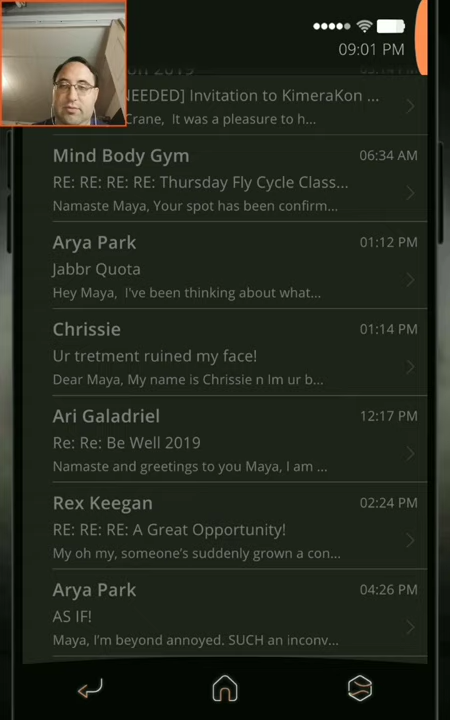 09:01 PM
on 2019
NEEDED] Invitation to KimeraKon ...
Crane, It was a pleasure to h...
Mind Body Gym 06:34 AM
RE: RE: RE: RE: Thursday Fly Cycle Class...
Namaste Maya, Your spot has been confirm...
Arya Park 01:12 PM
Jabbr Quota
Hey Maya, I've been thinking about what...
Chrissie 01:14 PM
Ur tretment ruined my face!
Dear Maya, My name is Chrissie n Im ur b...
Ari Galadriel 12:17 PM
Re: Re: Be Well 2019
Namaste and greetings to you Maya, I am ...
Rex Keegan 02:24 PM
RE: RE: RE: A Great Opportunity!
My oh my, someone's suddenly grown a con...
Arya Park 04:26 PM
AS IF!
Maya, I'm beyond annoyed. SUCH an inconv...